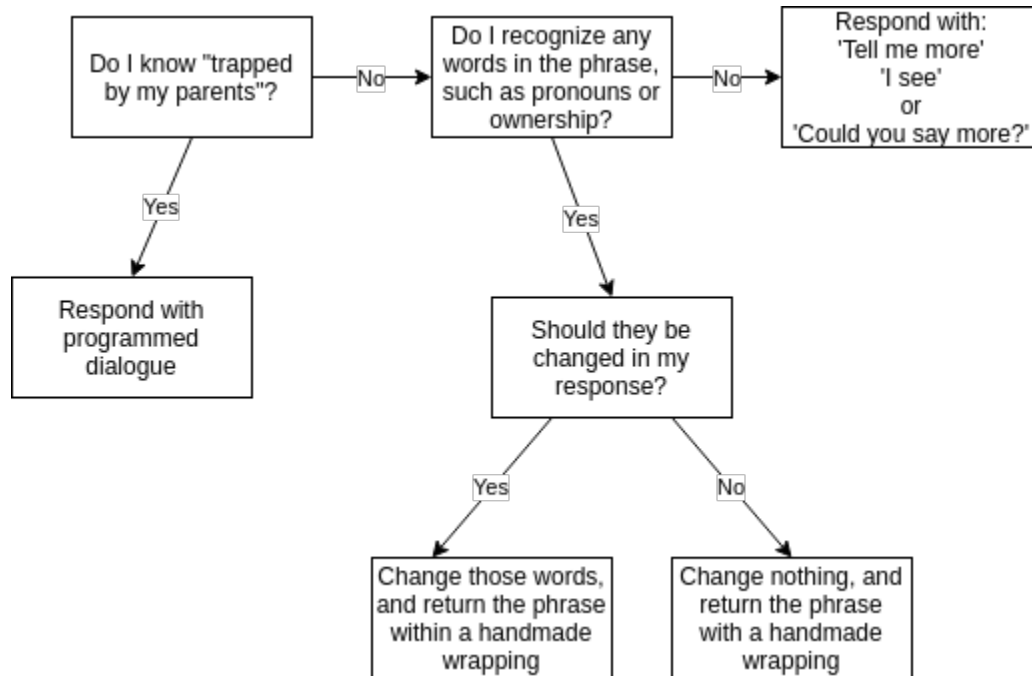 Do I know "trapped
by my parents"?
No
Do I recognize any
words in the phrase,
such as pronouns or
ownership?
No
Respond with:
'Tell me more'
'I see'
or
'Could you say more?'
Yes
Respond with
programmed
dialogue
Yes
Should they be
changed in my
response?
Yes
Change those words,
and return the phrase
within a handmade
wrapping
No
Change nothing, and
return the phrase
with a handmade
wrapping